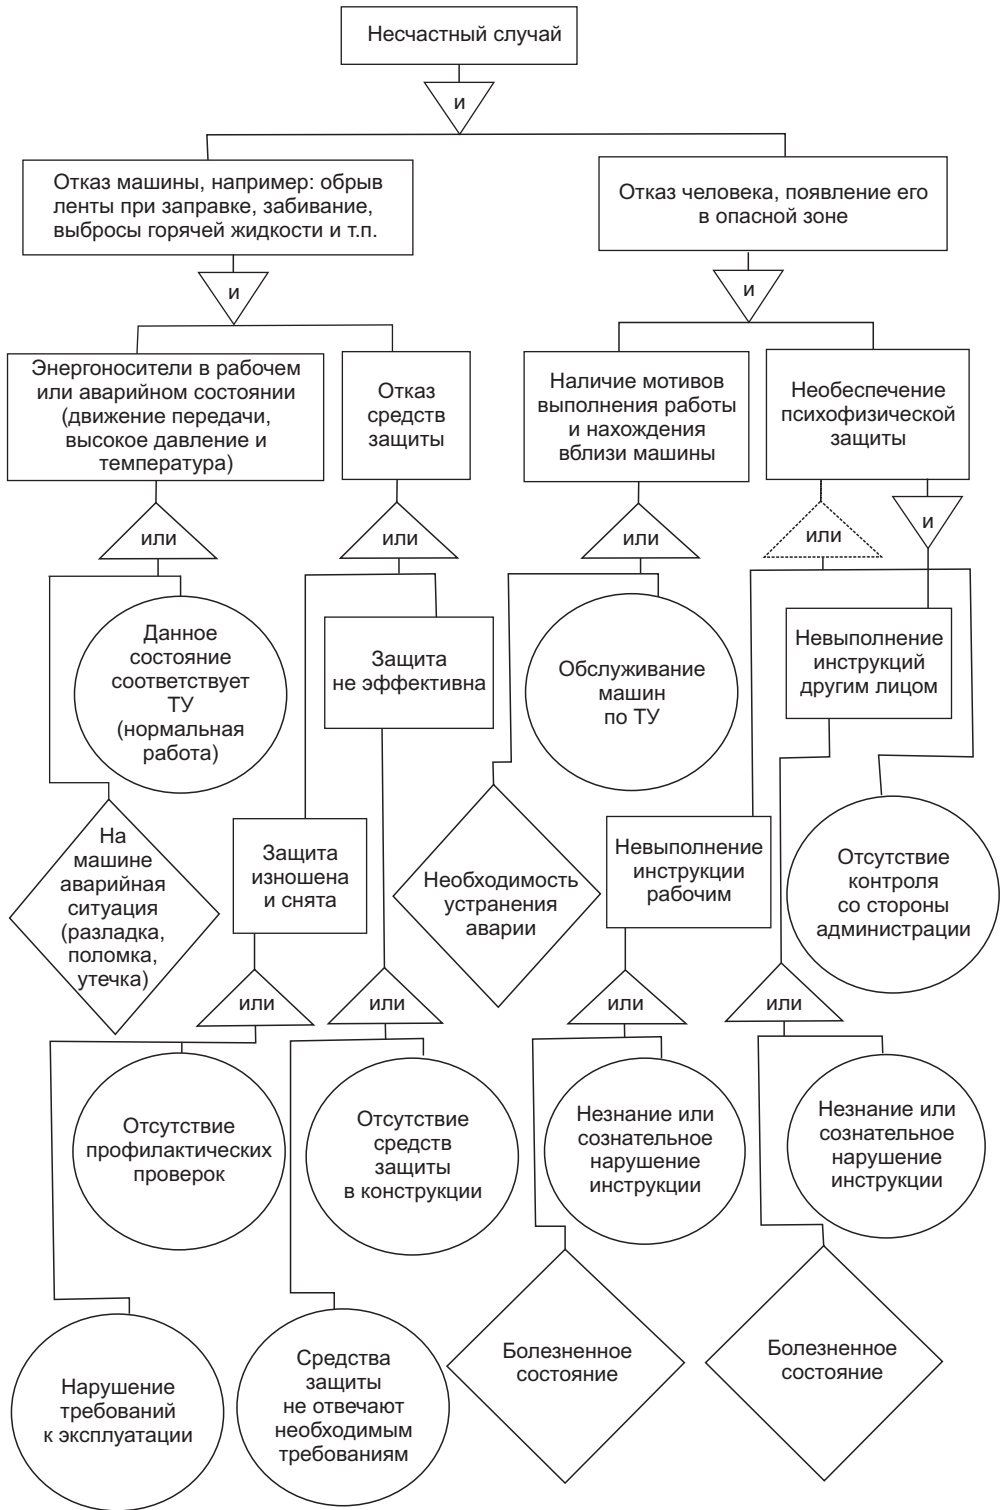 Несчастный случай
и
Отказ машины, например: обрыв
ленты при заправке, забивание,
выбросы горячей жидкости и т.п.
Отказ человека, появление его
в опасной зоне
и
и
Энергоносители в рабочем
или аварийном состоянии
(движение передачи,
высокое давление и
температура)
Отказ
средств
защиты
Наличие мотивов
выполнения работы
и нахождения
вблизи машины
Необеспечение
психофизической
защиты
или
или
или
или
и
Данное
состояние
соответствует
ТУ
(нормальная
работа)
Защита
не эффективна
Обслуживание
машин
по ТУ
Невыполнение
инструкций
другим лицом
На
машине
аварийная
ситуация
(разладка,
поломка,
утечка)
Защита
изношена
и снята
Необходимость
устранения
аварии
Невыполнение
инструкции
рабочим
Отсутствие
контроля
со стороны
администрации
или
или
или
или
Отсутствие
профилактических
проверок
Отсутствие
средств
защиты
в конструкции
Незнание или
сознательное
нарушение
инструкции
Незнание или
сознательное
нарушение
инструкции
Нарушение
требований
к эксплуатации
Средства
защиты
не отвечают
необходимым
требованиям
Болезненное
состояние
Болезненное
состояние